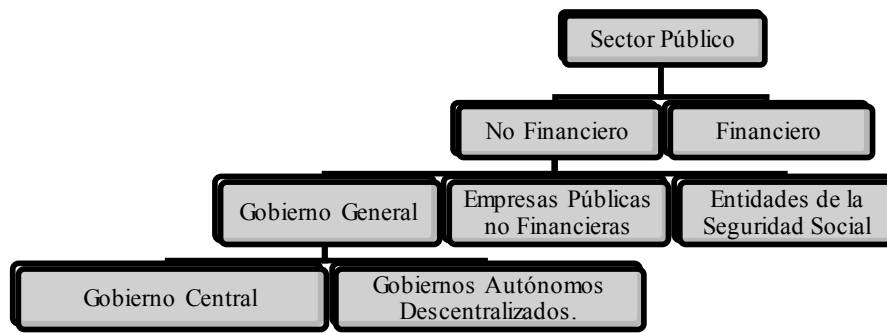 Sector Público
No Financiero
Financiero
Gobierno General
Empresas Públicas
no Financieras
Entidades de la
Seguridad Social
Gobierno Central
Gobiernos Autónomos
Descentralizados.